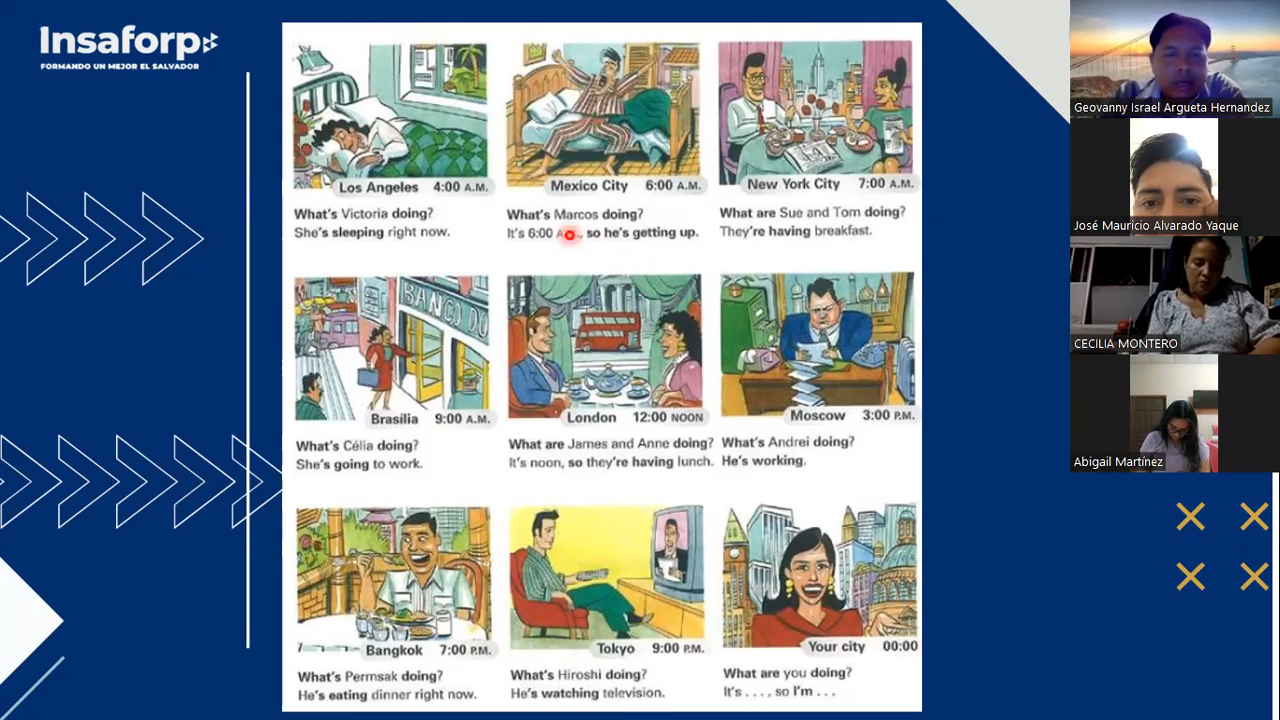 Insaforp
FORMANDO UN MEJOR EL SALVADOR
Los Angeles 4:00 A.M.
What's Victoria doing?
She's sleeping right now.
Mexico City 6:00 A.M.
What's Marcos doing?
It's 6:00 so he's getting up.
New York City 7:00 A.M.
What are Sue and Tom doing?
They're having breakfast.
BANCO DU
Brasília 9:00 A.M.
What's Célia doing?
She's going to work.
London 12:00 NOON
What are James and Anne doing?
It's noon, so they're having lunch.
Moscow 3:00 P.M.
What's Andrei doing?
He's working.
Bangkok 7:00 P.M.
What's Permsak doing?
He's eating dinner right now.
Tokyo 9:00 P.M.
What's Hiroshi doing?
He's watching television.
Your city 00:00
What are you doing?
It's . . . , so I'm . . .
Geovanny Israel Argueta Hernandez
José Mauricio Alvarado Yaque
CECILIA MONTERO
Abigail Martínez